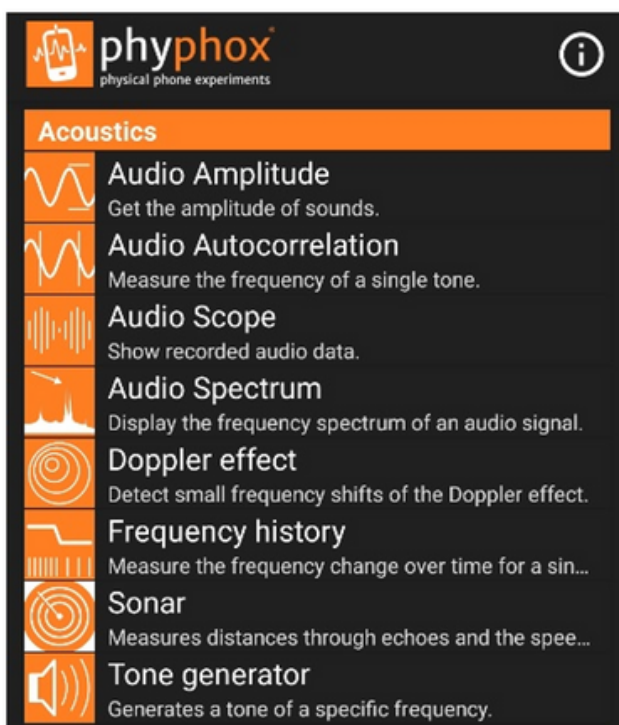 phyphox
physical phone experiments
Acoustics
Audio Amplitude
Get the amplitude of sounds.
Audio Autocorrelation
Measure the frequency of a single tone.
Audio Scope
Show recorded audio data.
Audio Spectrum
Display the frequency spectrum of an audio signal.
Doppler effect
Detect small frequency shifts of the Doppler effect.
Frequency history
Measure the frequency change over time for a sin...
Sonar
Measures distances through echoes and the spee...
Tone generator
Generates a tone of a specific frequency.